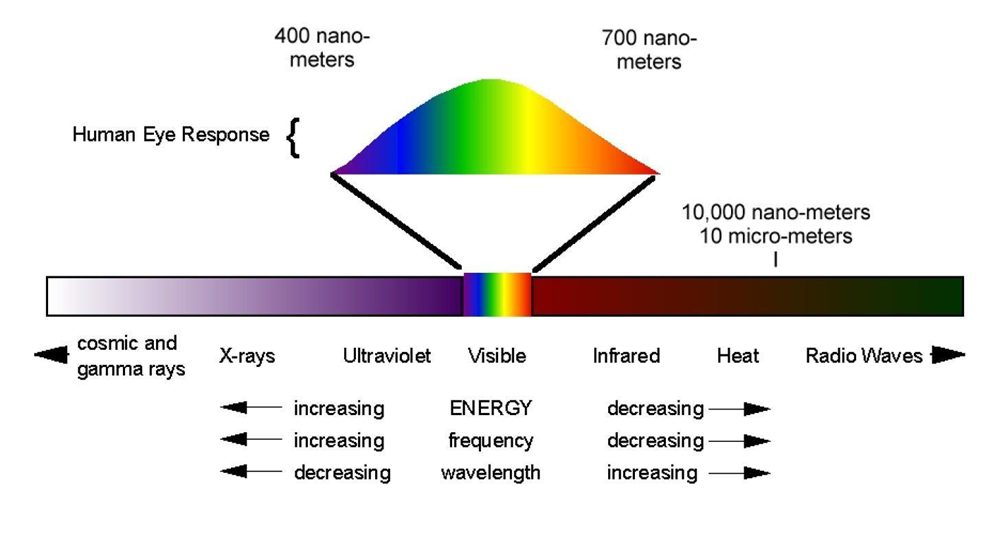 400 nano-
meters
700 nano-
meters
Human Eye Response {
10,000 nano-meters
10 micro-meters
cosmic and
gamma rays
X-rays
Ultraviolet
Visible
Infrared
Heat
Radio Waves
increasing ENERGY decreasing
increasing frequency decreasing
decreasing wavelength increasing